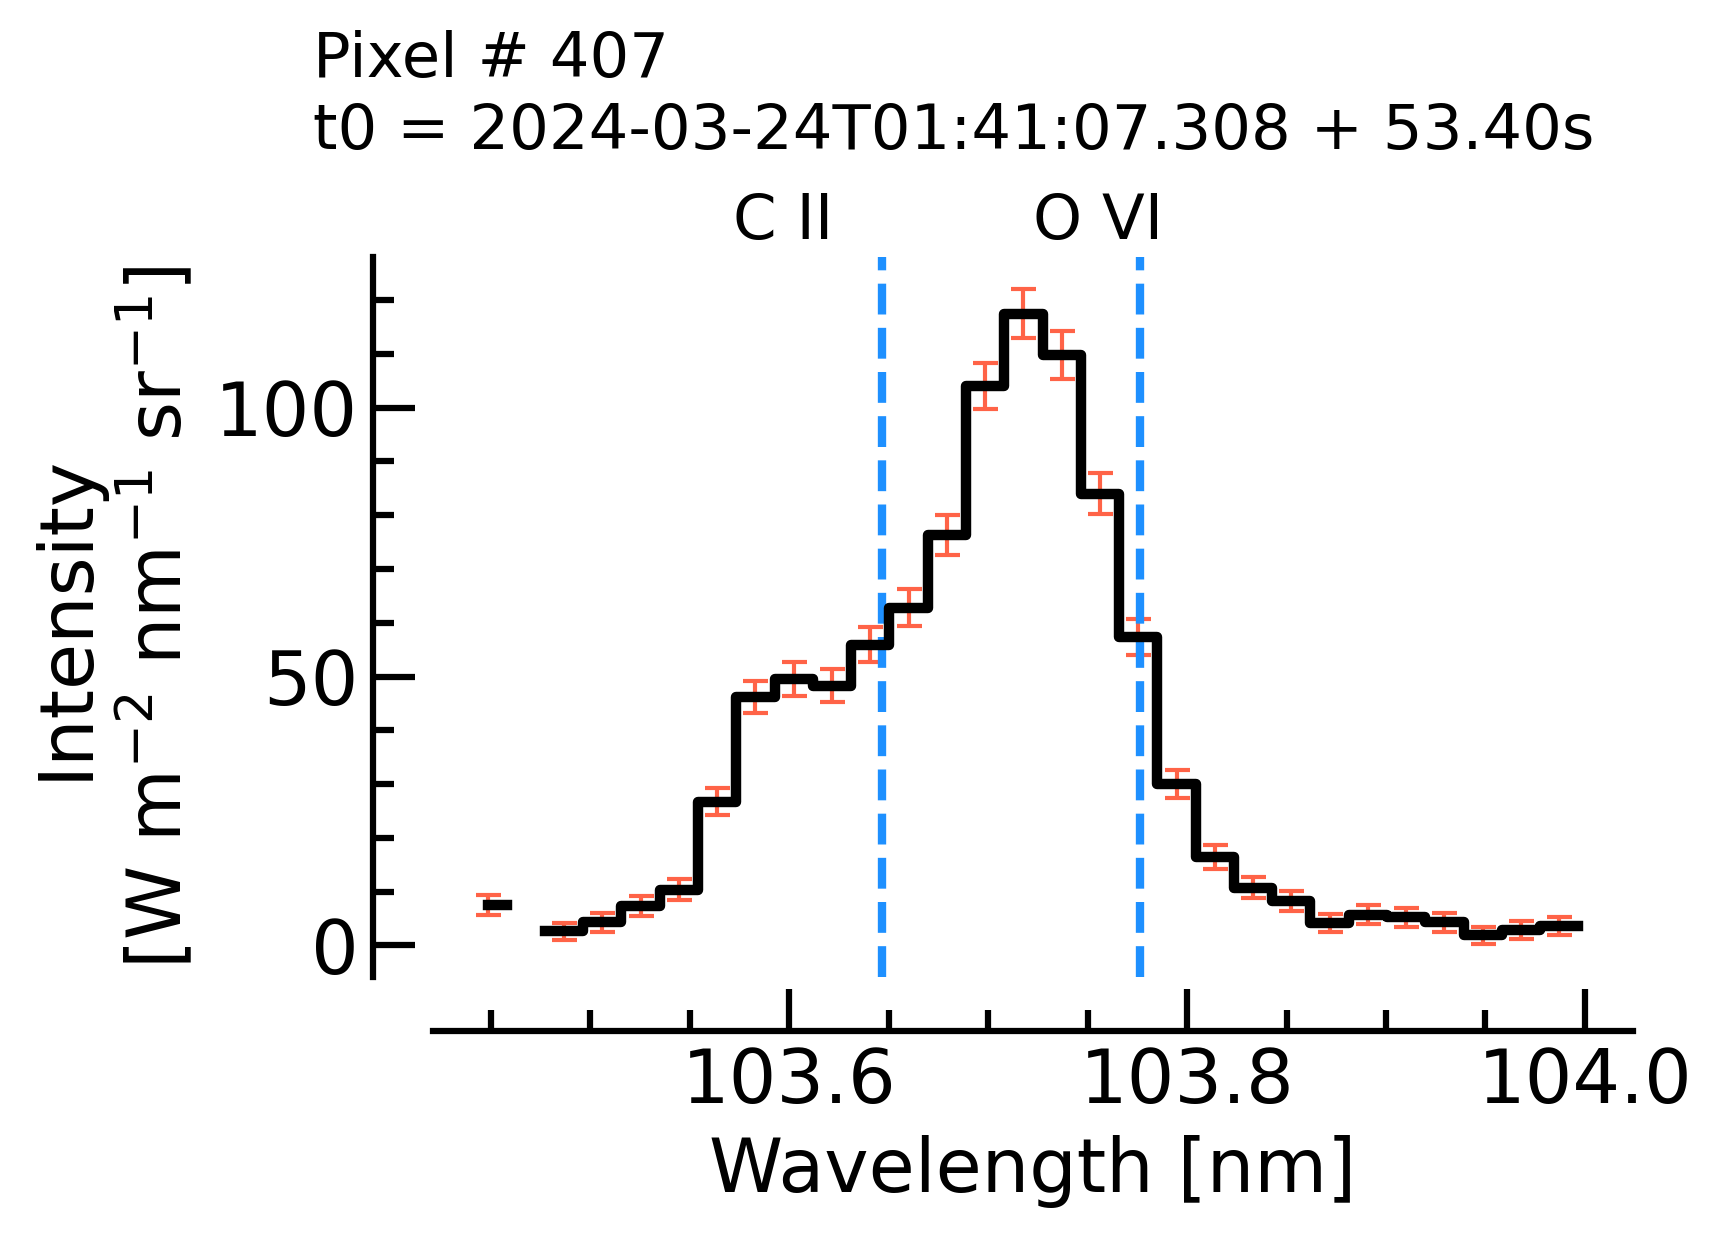 Pixel # 407
t0 = 2024-03-24T01:41:07.308 + 53.40s
C II O VI
Intensity
[W m⁻² nm⁻¹ sr⁻¹]
100
50
0
103.6 103.8 104.0
Wavelength [nm]